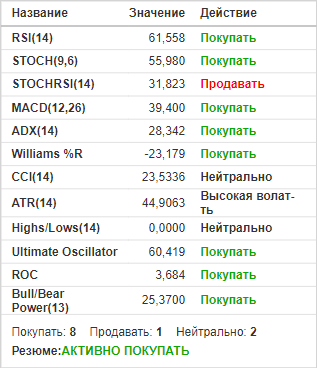 Название Значение Действие
RSI(14) 61,558 Покупать
STOCH(9,6) 55,980 Покупать
STOCHRSI(14) 31,823 Продавать
MACD(12,26) 39,400 Покупать
ADX(14) 28,342 Покупать
Williams %R -23,179 Покупать
CCI(14) 23,5336 Нейтрально
ATR(14) 44,9063 Высокая волат-
ть
Highs/Lows(14) 0,0000 Нейтрально
Ultimate Oscillator 60,419 Покупать
ROC 3,684 Покупать
Bull/Bear
Power(13) 25,3700 Покупать
Покупать: 8 Продавать: 1 Нейтрально: 2
Резюме:АКТИВНО ПОКУПАТЬ